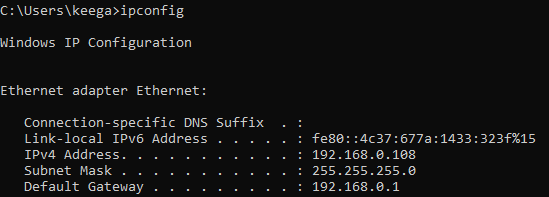 C:\Users\keega>ipconfig
Windows IP Configuration
Ethernet adapter Ethernet:
Connection-specific DNS Suffix  . :
Link-local IPv6 Address . . . . . : fe80::4c37:677a:1433:323f%15
IPv4 Address. . . . . . . . . . . : 192.168.0.108
Subnet Mask . . . . . . . . . . . : 255.255.255.0
Default Gateway . . . . . . . . . : 192.168.0.1